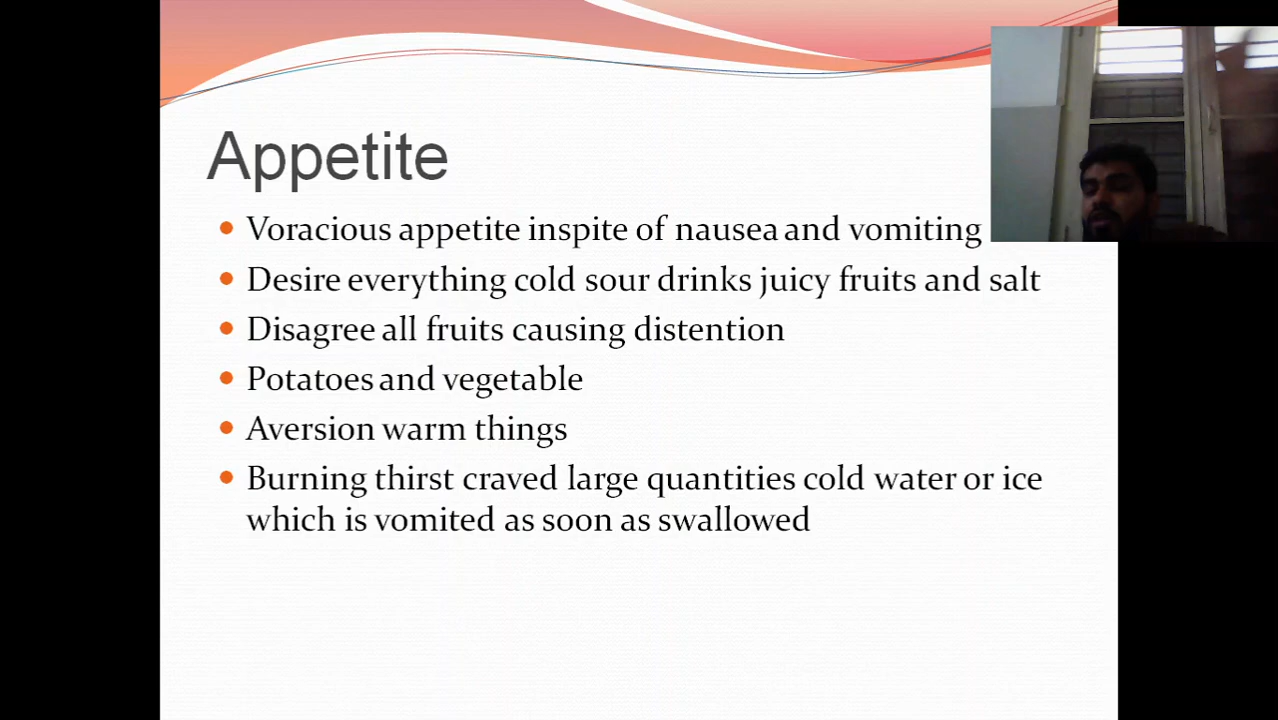 Appetite
Voracious appetite inspite of nausea and vomiting
Desire everything cold sour drinks juicy fruits and salt
Disagree all fruits causing distention
Potatoes and vegetable
Aversion warm things
Burning thirst craved large quantities cold water or ice
which is vomited as soon as swallowed